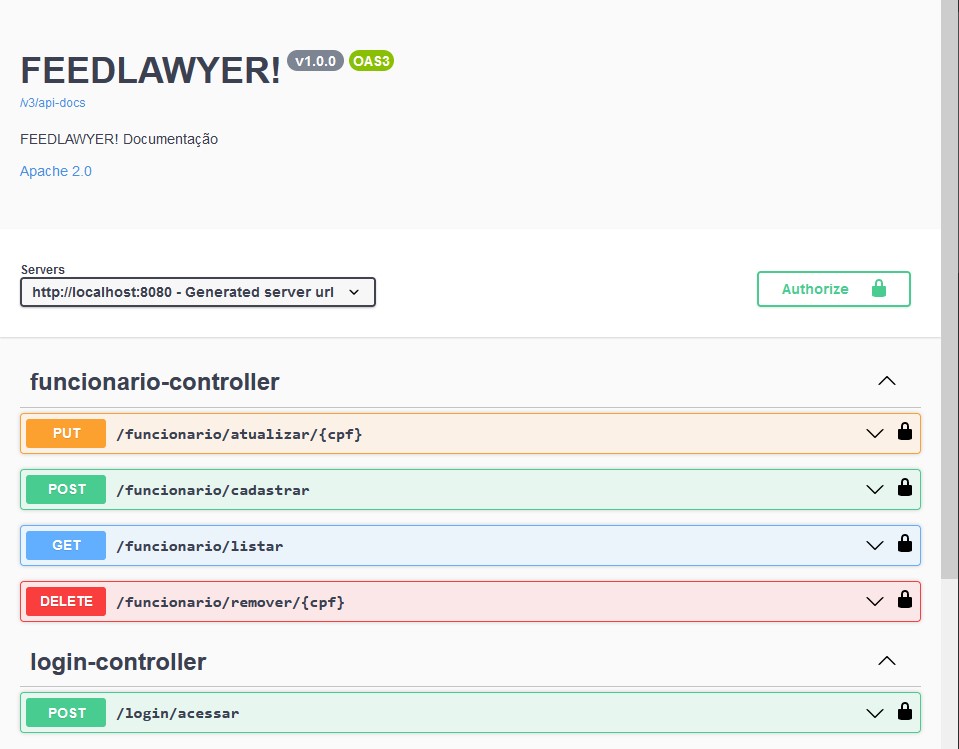 FEEDLAWYER! v1.0.0 OAS3
/v3/api-docs
FEEDLAWYER! Documentação
Apache 2.0
Servers
http://localhost:8080 - Generated server url
Authorize
funcionario-controller
PUT /funcionario/atualizar/{cpf}
POST /funcionario/cadastrar
GET /funcionario/listar
DELETE /funcionario/remover/{cpf}
login-controller
POST /login/acessar